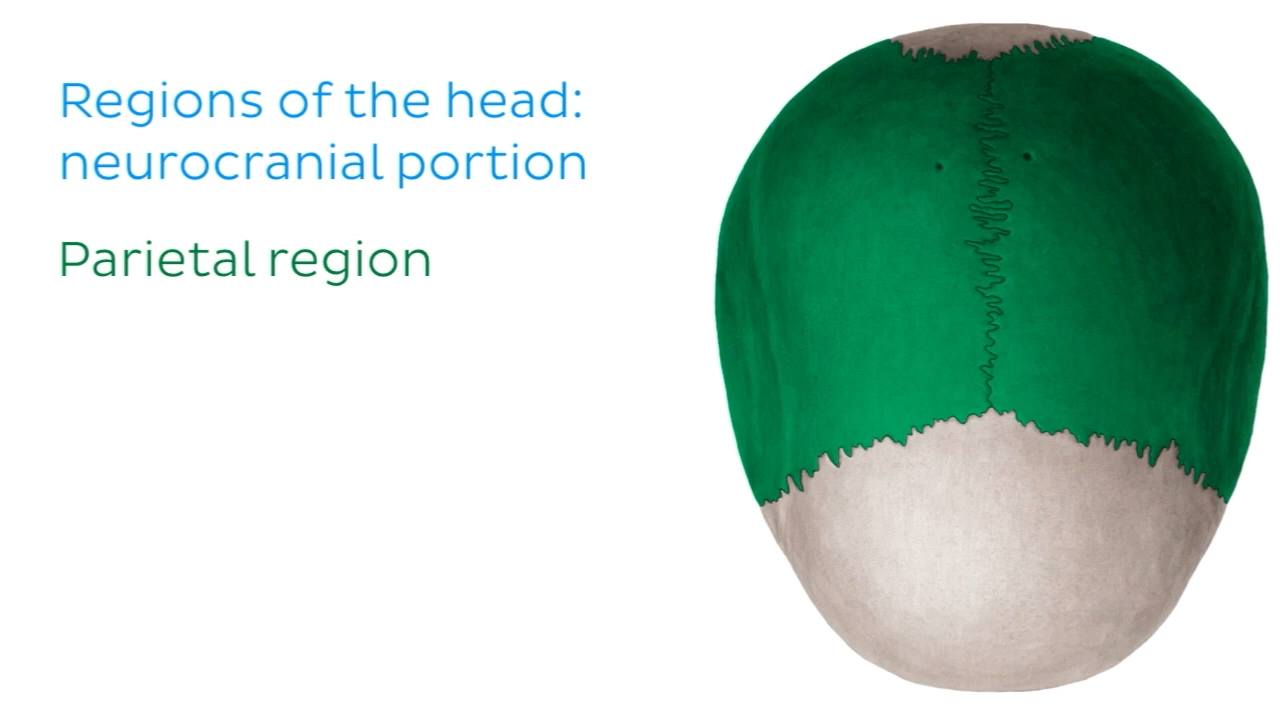 Regions of the head:
neurocranial portion
Parietal region